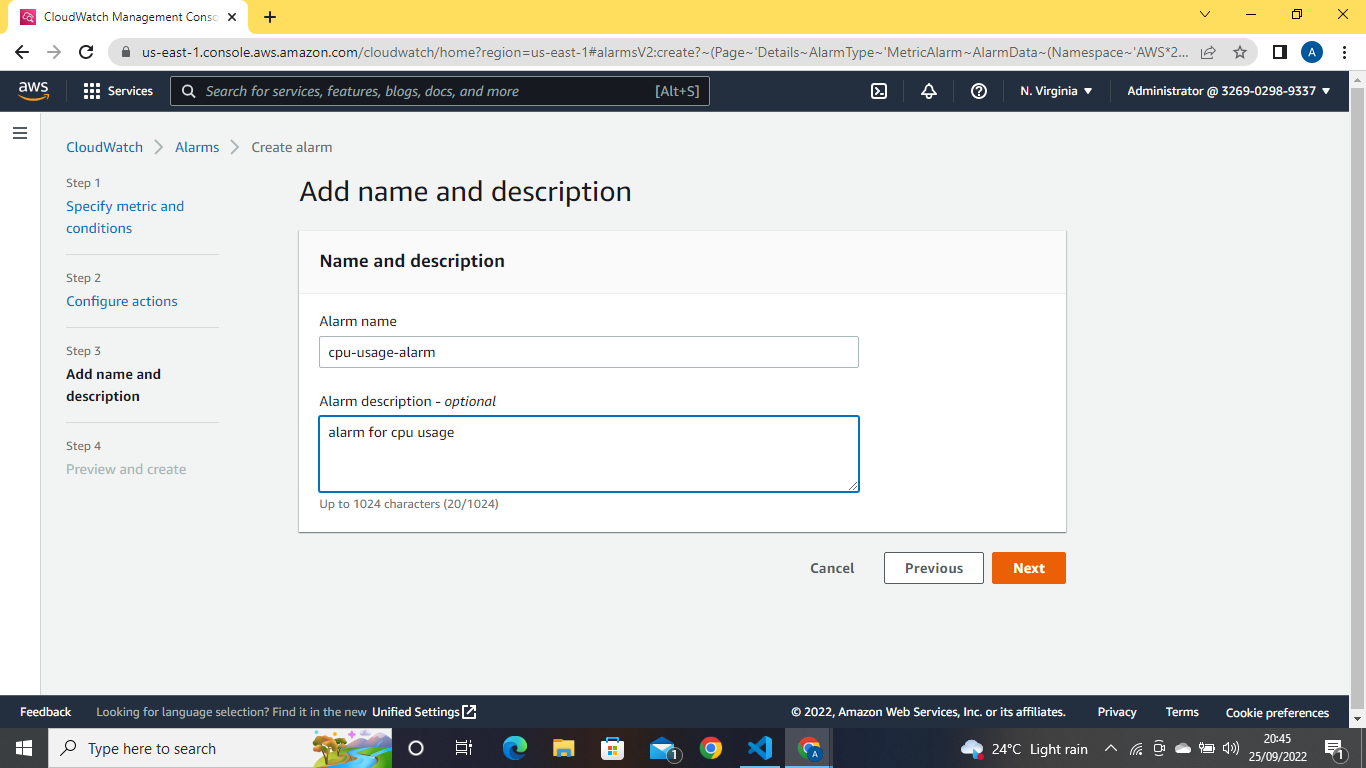 CloudWatch Management Conso
us-east-1.console.aws.amazon.com/cloudwatch/home?region=us-east-1#alarmsV2:create?~(Page~'Details~AlarmType~'MetricAlarm~AlarmData~(Namespace~'AWS*2...
A
aws
Services
Search for services, features, blogs, docs, and more
[Alt+S]
N. Virginia
Administrator @ 3269-0298-9337
CloudWatch
Alarms
Create alarm
Step 1
Specify metric and
conditions
Step 2
Configure actions
Step 3
Add name and
description
Step 4
Preview and create
Add name and description
Name and description
Alarm name
cpu-usage-alarm
Alarm description - optional
alarm for cpu usage
Up to 1024 characters (20/1024)
Cancel
Previous
Next
Feedback
Looking for language selection? Find it in the new Unified Settings
© 2022, Amazon Web Services, Inc. or its affiliates.
Privacy
Terms
Cookie preferences
Type here to search
1
A
24°C Light rain
20:45
25/09/2022
1